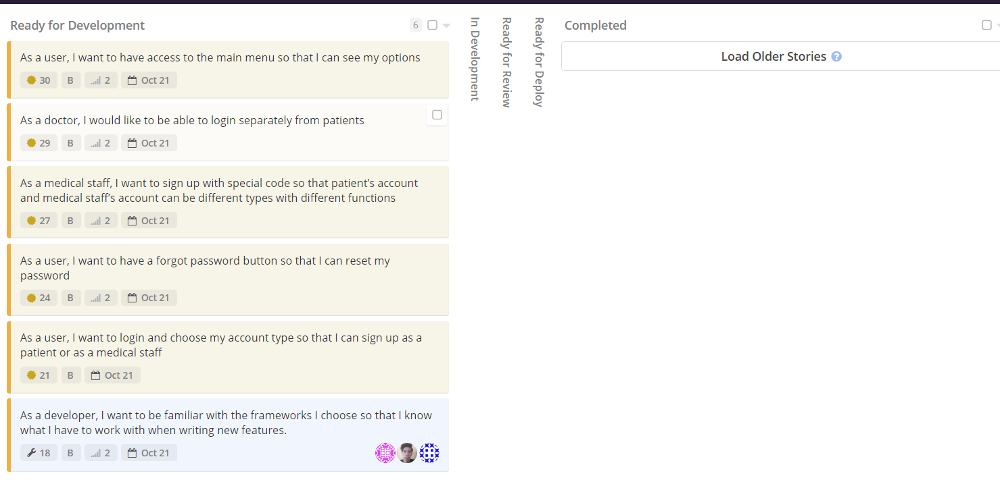 Ready for Development
6
As a user, I want to have access to the main menu so that I can see my options
30 B 2 Oct 21
As a doctor, I would like to be able to login separately from patients
29 B 2 Oct 21
As a medical staff, I want to sign up with special code so that patient’s account
and medical staff’s account can be different types with different functions
27 B 2 Oct 21
As a user, I want to have a forgot password button so that I can reset my
password
24 B 2 Oct 21
As a user, I want to login and choose my account type so that I can sign up as a
patient or as a medical staff
21 B Oct 21
As a developer, I want to be familiar with the frameworks I choose so that I know
what I have to work with when writing new features.
18 B 2 Oct 21
In Development
Ready for Review
Ready for Deploy
Completed
Load Older Stories ?